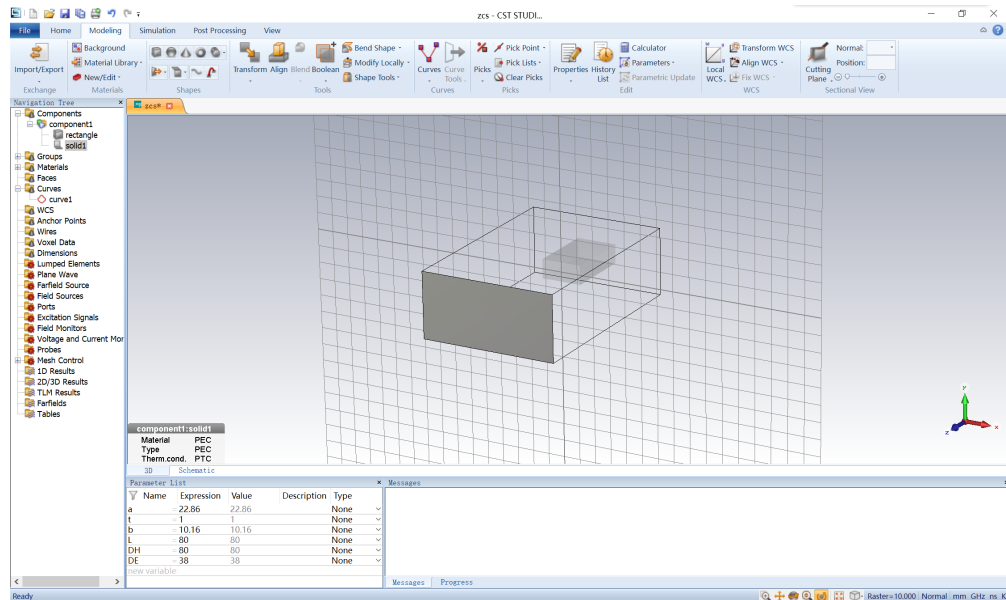 zcs - CST STUDI...
File Home Modeling Simulation Post Processing View
Import/Export
Exchange
Background
Material Library
New/Edit
Materials
Shapes
Transform Align Blend Boolean
Bend Shape
Modify Locally
Shape Tools
Tools
Curves Curve Tools
Curves
Picks
Pick Point
Pick Lists
Clear Picks
Picks
Properties History List
Calculator
Parameters
Parametric Update
Edit
Local WCS
Transform WCS
Align WCS
Fix WCS
WCS
Cutting Plane
Normal:
Position:
Sectional View
Navigation Tree
zcs*
Components
component1
rectangle
solid1
Groups
Materials
Faces
Curves
curve1
WCS
Anchor Points
Wires
Voxel Data
Dimensions
Lumped Elements
Plane Wave
Farfield Source
Field Sources
Ports
Excitation Signals
Field Monitors
Voltage and Current Mor
Probes
Mesh Control
1D Results
2D/3D Results
TLM Results
Farfields
Tables
y
x
z
component1:solid1
Material PEC
Type PEC
Therm.cond. PTC
3D Schematic
Parameter List
Name Expression Value Description Type
a = 22.86 22.86 None
t = 1 1 None
b = 10.16 10.16 None
L = 80 80 None
DH = 80 80 None
DE = 38 38 None
new variable
Messages
Messages Progress
Ready
Raster=10.000 Normal mm GHz ns K